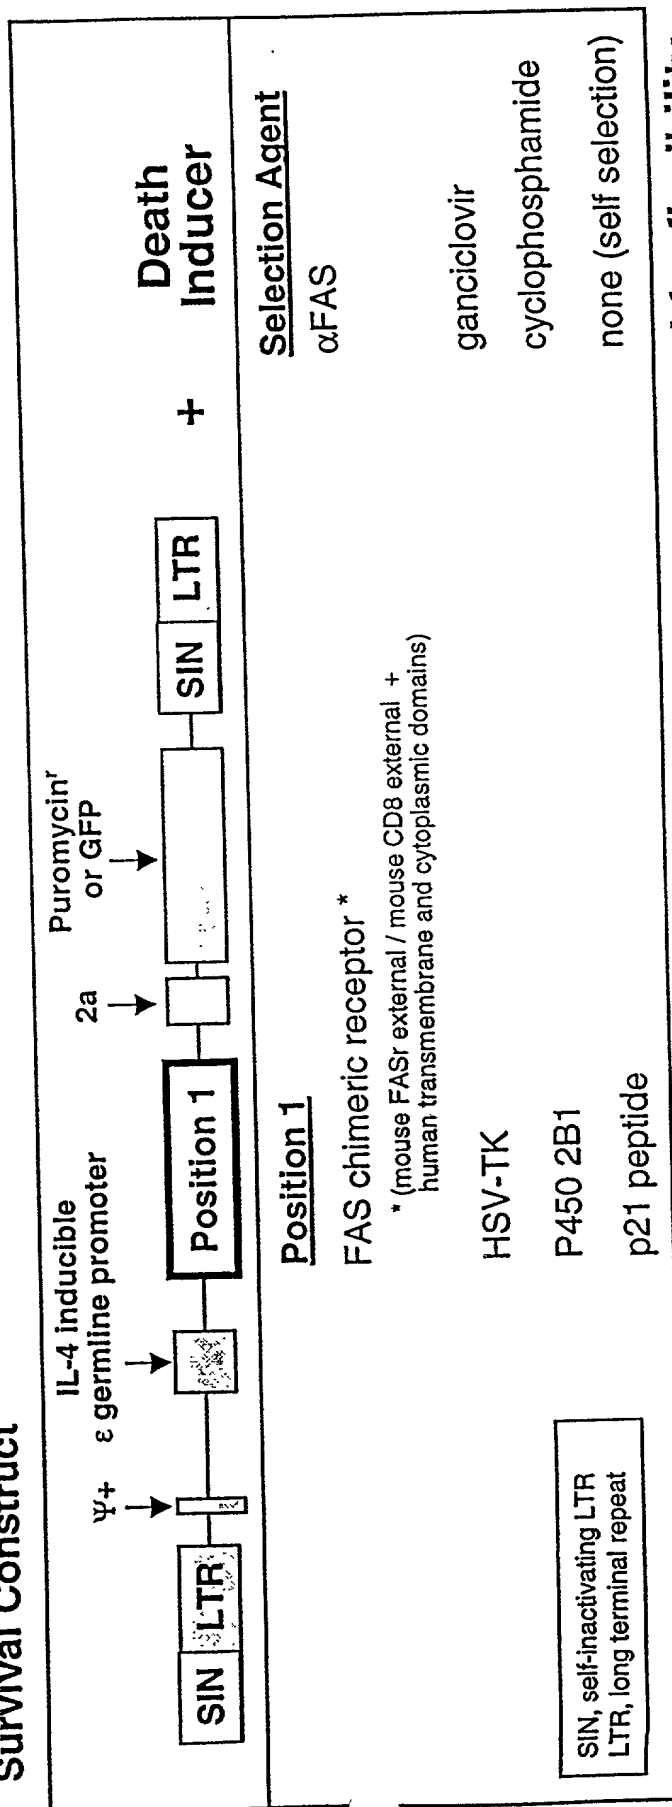 Survival Construct
Ψ+
IL-4 inducible
ε germline promoter
2a
Puromycinʳ
or GFP
SIN LTR
Position 1
SIN LTR
+
Death
Inducer
Position 1
Selection Agent
FAS chimeric receptor *
αFAS
* (mouse FASr external / mouse CD8 external +
human transmembrane and cytoplasmic domains)
HSV-TK
ganciclovir
P450 2B1
cyclophosphamide
p21 peptide
none (self selection)
SIN, self-inactivating LTR
LTR, long terminal repeat